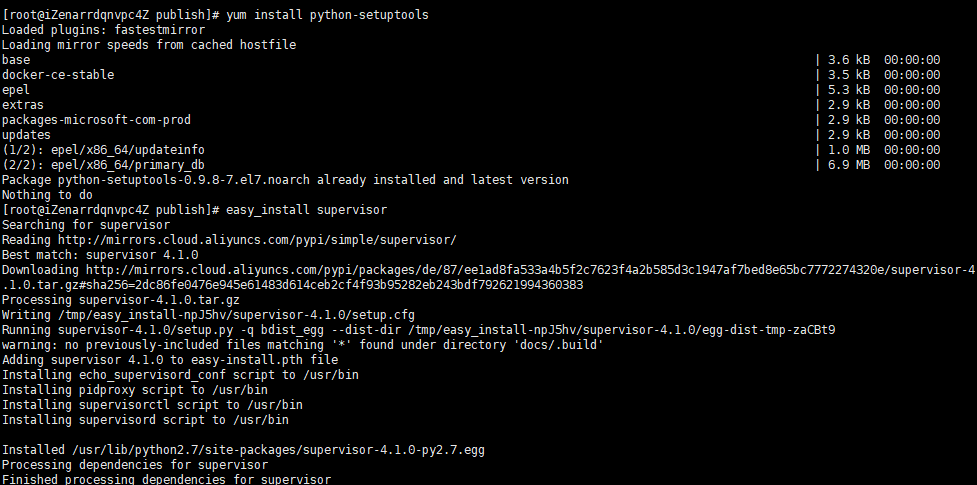 [root@iZenarrdqnvpc4Z publish]# yum install python-setuptools
Loaded plugins: fastestmirror
Loading mirror speeds from cached hostfile
base | 3.6 kB 00:00:00
docker-ce-stable | 3.5 kB 00:00:00
epel | 5.3 kB 00:00:00
extras | 2.9 kB 00:00:00
packages-microsoft-com-prod | 2.9 kB 00:00:00
updates | 2.9 kB 00:00:00
(1/2): epel/x86_64/updateinfo | 1.0 MB 00:00:00
(2/2): epel/x86_64/primary_db | 6.9 MB 00:00:00
Package python-setuptools-0.9.8-7.el7.noarch already installed and latest version
Nothing to do
[root@iZenarrdqnvpc4Z publish]# easy_install supervisor
Searching for supervisor
Reading http://mirrors.cloud.aliyuncs.com/pypi/simple/supervisor/
Best match: supervisor 4.1.0
Downloading http://mirrors.cloud.aliyuncs.com/pypi/packages/de/87/ee1ad8fa533a4b5f2c7623f4a2b585d3c1947af7bed8e65bc7772274320e/supervisor-4
.1.0.tar.gz#sha256=2dc86fe0476e945e61483d614ceb2cf4f93b95282eb243bdf792621994360383
Processing supervisor-4.1.0.tar.gz
Writing /tmp/easy_install-npJ5hv/supervisor-4.1.0/setup.cfg
Running supervisor-4.1.0/setup.py -q bdist_egg --dist-dir /tmp/easy_install-npJ5hv/supervisor-4.1.0/egg-dist-tmp-zaCBt9
warning: no previously-included files matching '*' found under directory 'docs/.build'
Adding supervisor 4.1.0 to easy-install.pth file
Installing echo_supervisord_conf script to /usr/bin
Installing pidproxy script to /usr/bin
Installing supervisorctl script to /usr/bin
Installing supervisord script to /usr/bin
Installed /usr/lib/python2.7/site-packages/supervisor-4.1.0-py2.7.egg
Processing dependencies for supervisor
Finished processing dependencies for supervisor